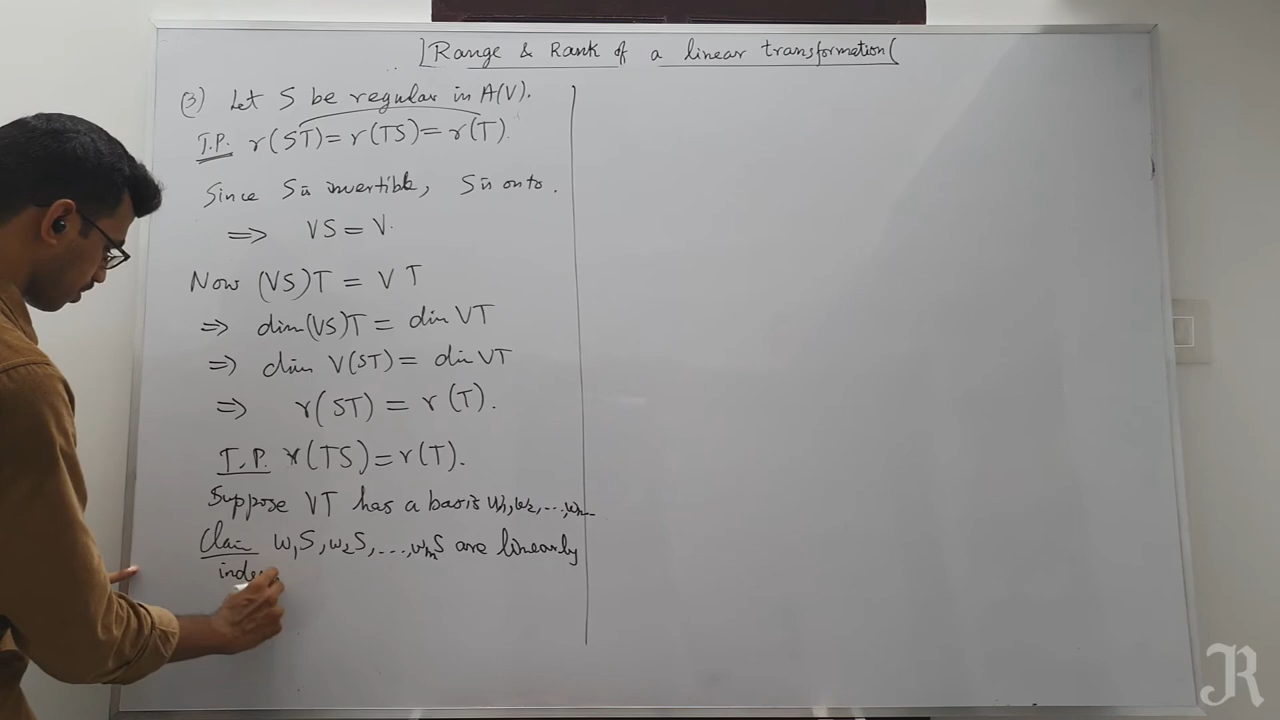 Range & Rank of a linear transformation
(3) Let S be regular in A(V).
T.P. r(ST) = r(TS) = r(T).
Since S is invertible, S is onto.
⇒ VS = V.
Now (VS)T = VT
⇒ dim (VS)T = dim VT
⇒ dim V(ST) = dim VT
⇒ r(ST) = r(T).
T.P. r(TS) = r(T).
Suppose VT has a basis w₁, w₂, ..., wₘ
Claim w₁S, w₂S, ..., wₘS are linearly
inde
R